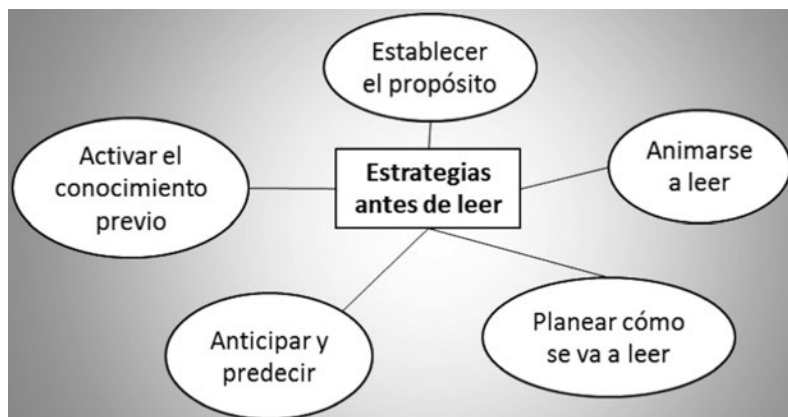 Establecer
el propósito
Activar el
conocimiento
previo
Estrategias
antes de leer
Animarse
a leer
Anticipar y
predecir
Planear cómo
se va a leer